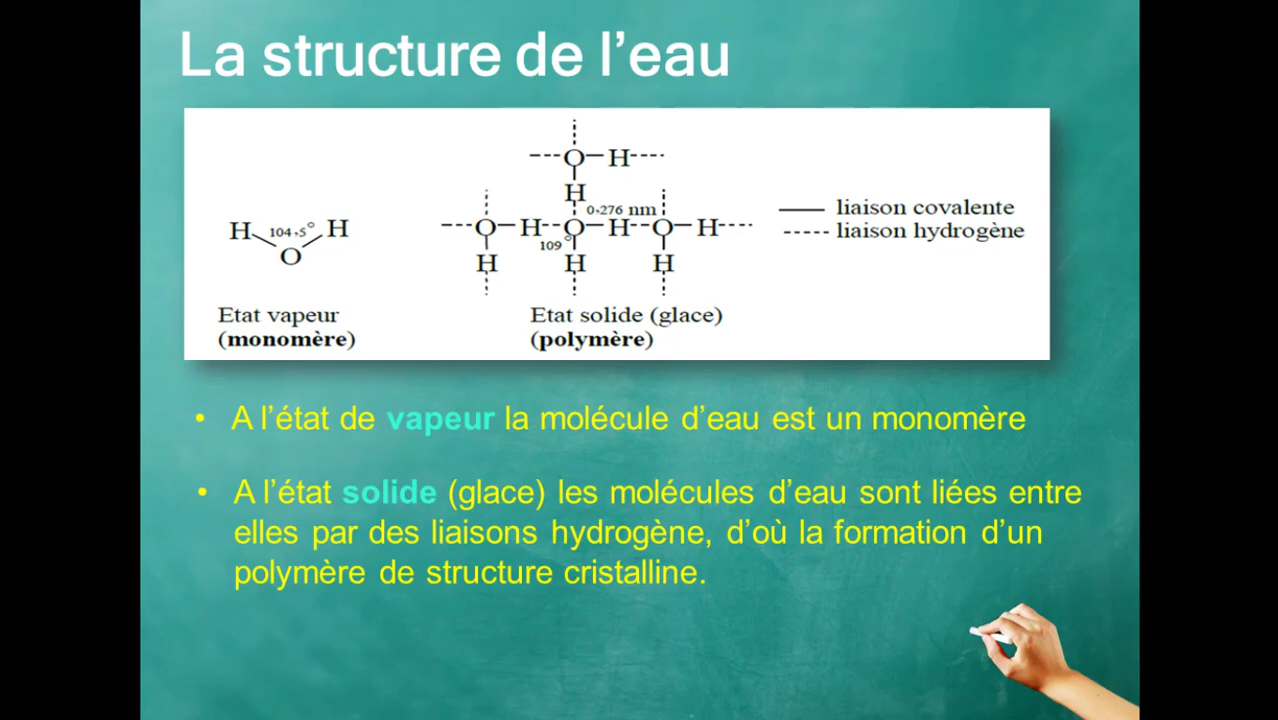 La structure de l’eau
O H
H
0,276 nm
H 104,5° H
O
O H O H O H
109°
H H H
liaison covalente
liaison hydrogène
Etat vapeur
(monomère)
Etat solide (glace)
(polymère)
• A l’état de vapeur la molécule d’eau est un monomère
• A l’état solide (glace) les molécules d’eau sont liées entre
elles par des liaisons hydrogène, d’où la formation d’un
polymère de structure cristalline.